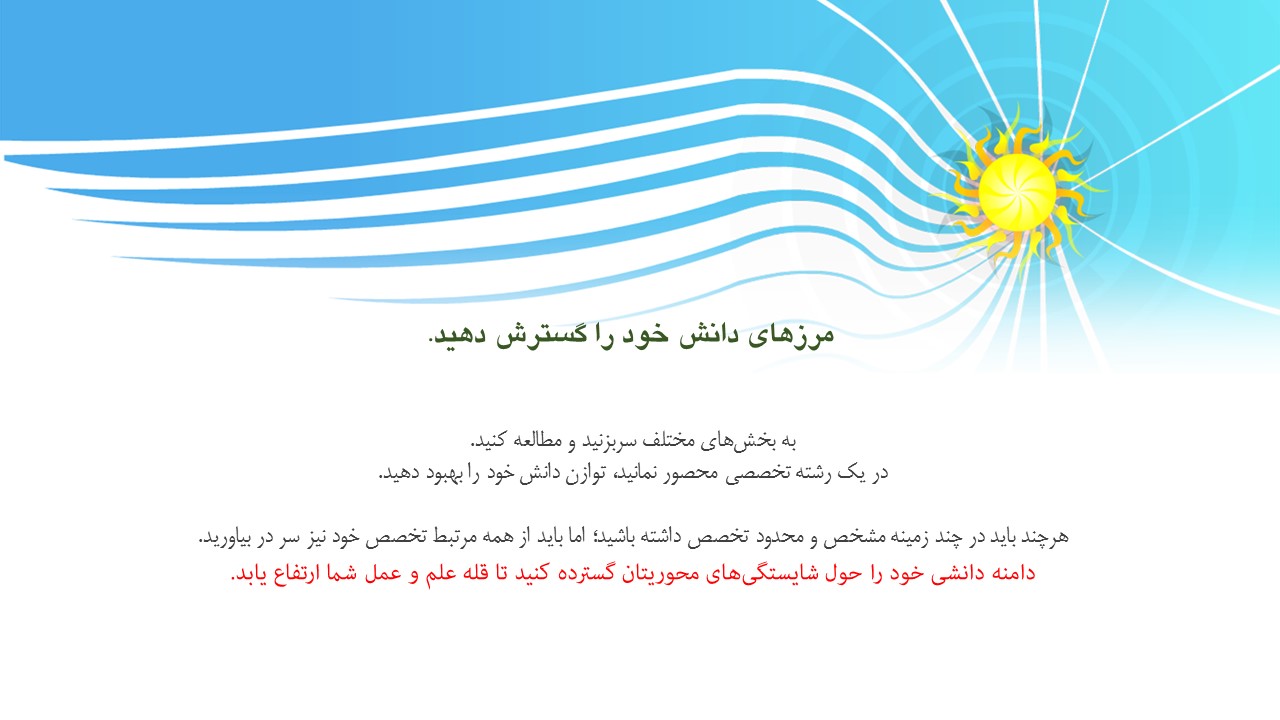 مرزهای دانش خود را گسترش دهید.
به بخش‌های مختلف سربزنید و مطالعه کنید.
در یک رشته تخصصی محصور نمانید، توازن دانش خود را بهبود دهید.
هرچند باید در چند زمینه مشخص و محدود تخصص داشته باشید؛ اما باید از همه مرتبط تخصص خود نیز سر در بیاورید.
دامنه دانشی خود را حول شایستگی‌های محوریتان گسترده کنید تا قله علم و عمل شما ارتفاع یابد.